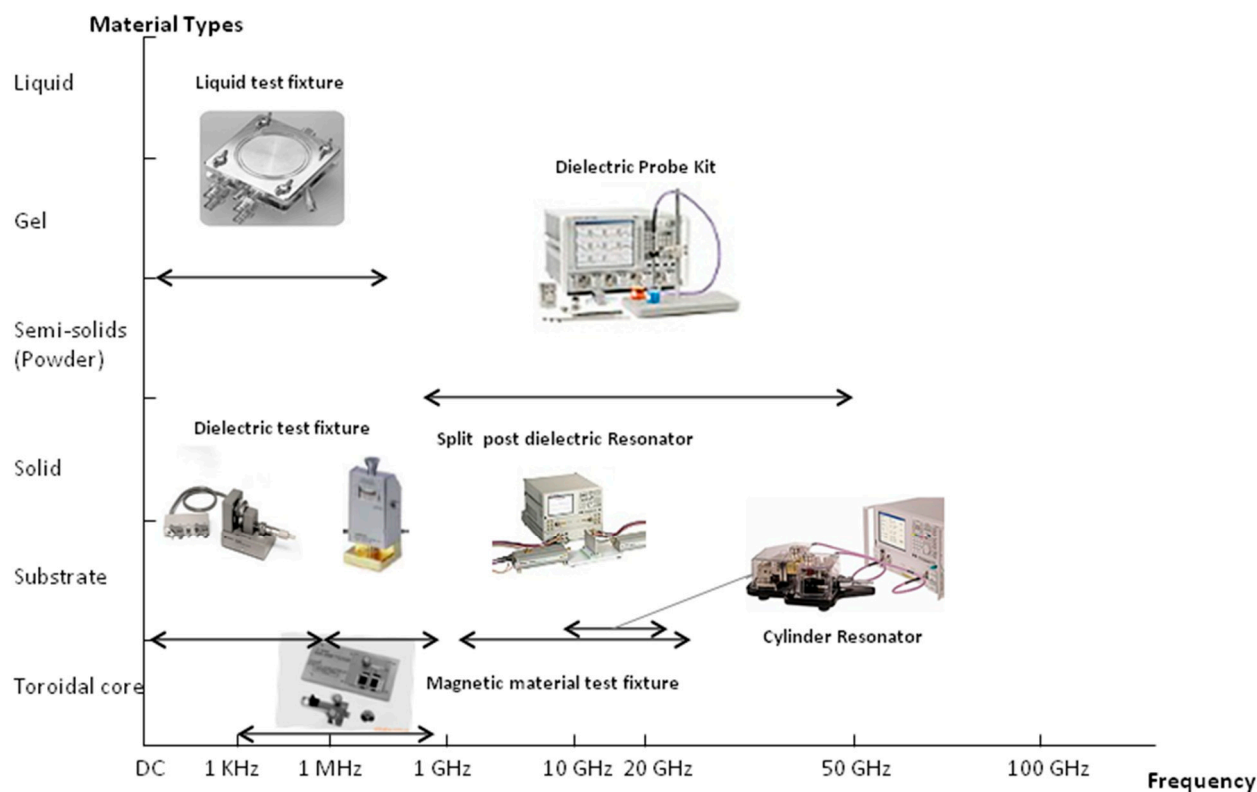 Material Types
Liquid
Liquid test fixture
Dielectric Probe Kit
Gel
Semi-solids
(Powder)
Dielectric test fixture
Split post dielectric Resonator
Solid
Substrate
Cylinder Resonator
Toroidal core
Magnetic material test fixture
DC 1 KHz 1 MHz 1 GHz 10 GHz 20 GHz 50 GHz 100 GHz
Frequency